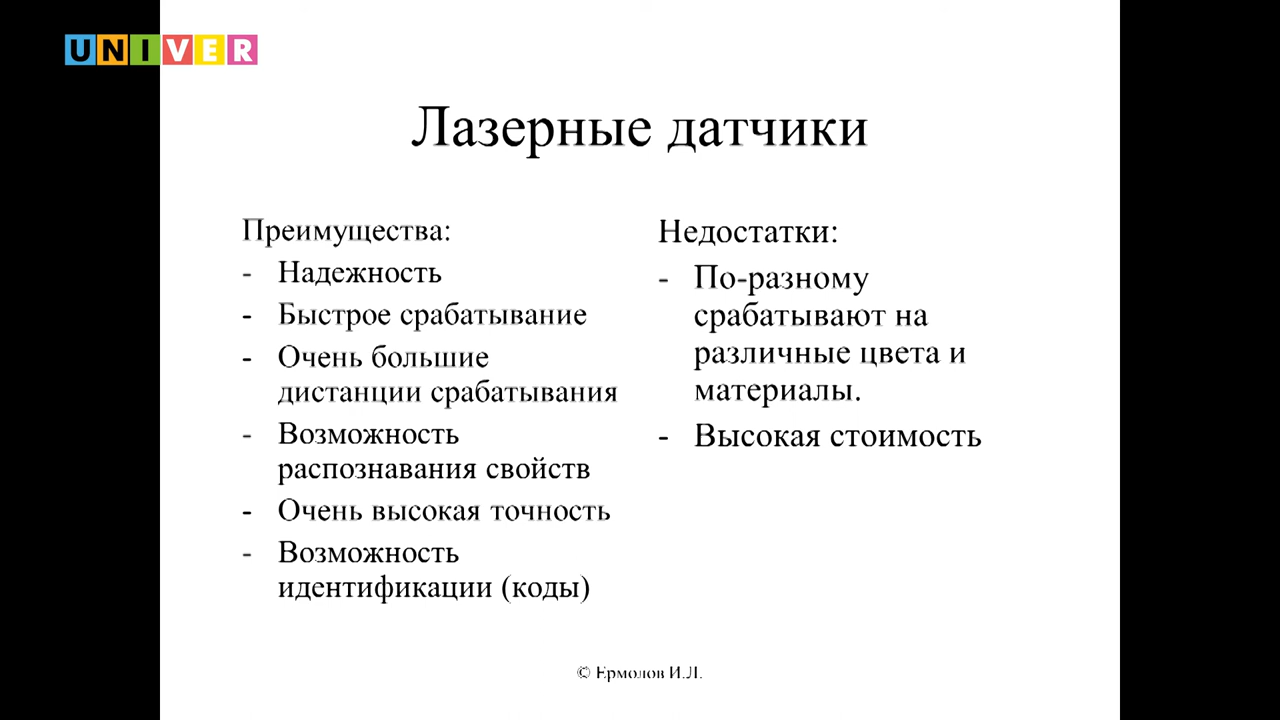 UNIVER
Лазерные датчики
Преимущества:
- Надежность
- Быстрое срабатывание
- Очень большие
дистанции срабатывания
- Возможность
распознавания свойств
- Очень высокая точность
- Возможность
идентификации (коды)
Недостатки:
- По-разному
срабатывают на
различные цвета и
материалы.
- Высокая стоимость
© Ермолов И.Л.